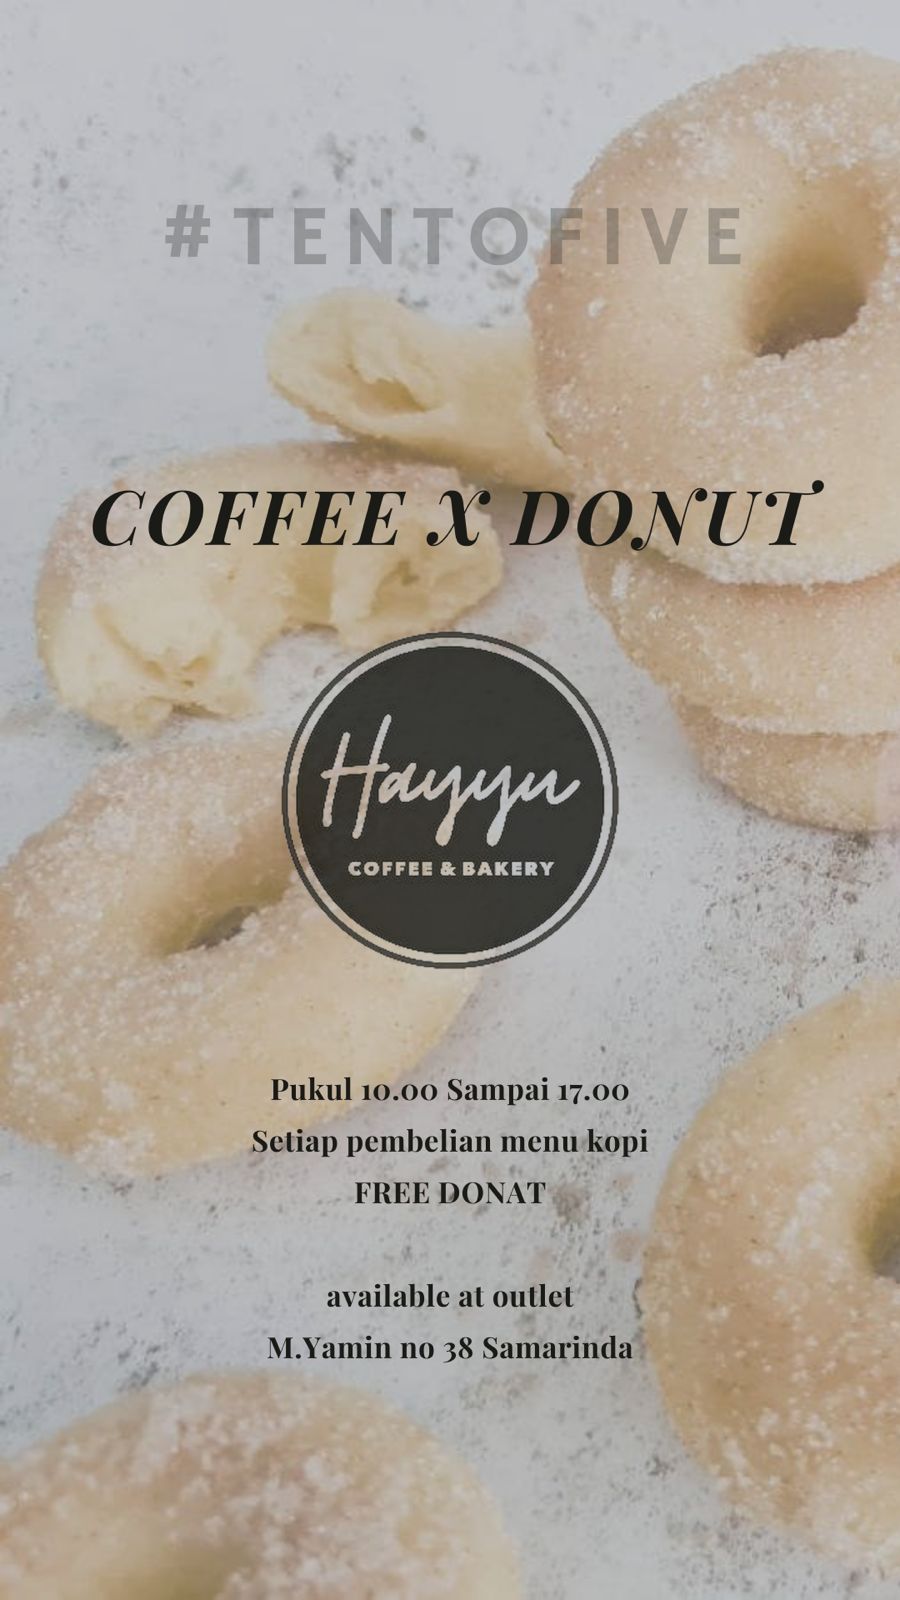 #TENTOFIVE
COFFEE X DONUT
Hayyu
COFFEE & BAKERY
Pukul 10.00 Sampai 17.00
Setiap pembelian menu kopi
FREE DONAT
available at outlet
M.Yamin no 38 Samarinda